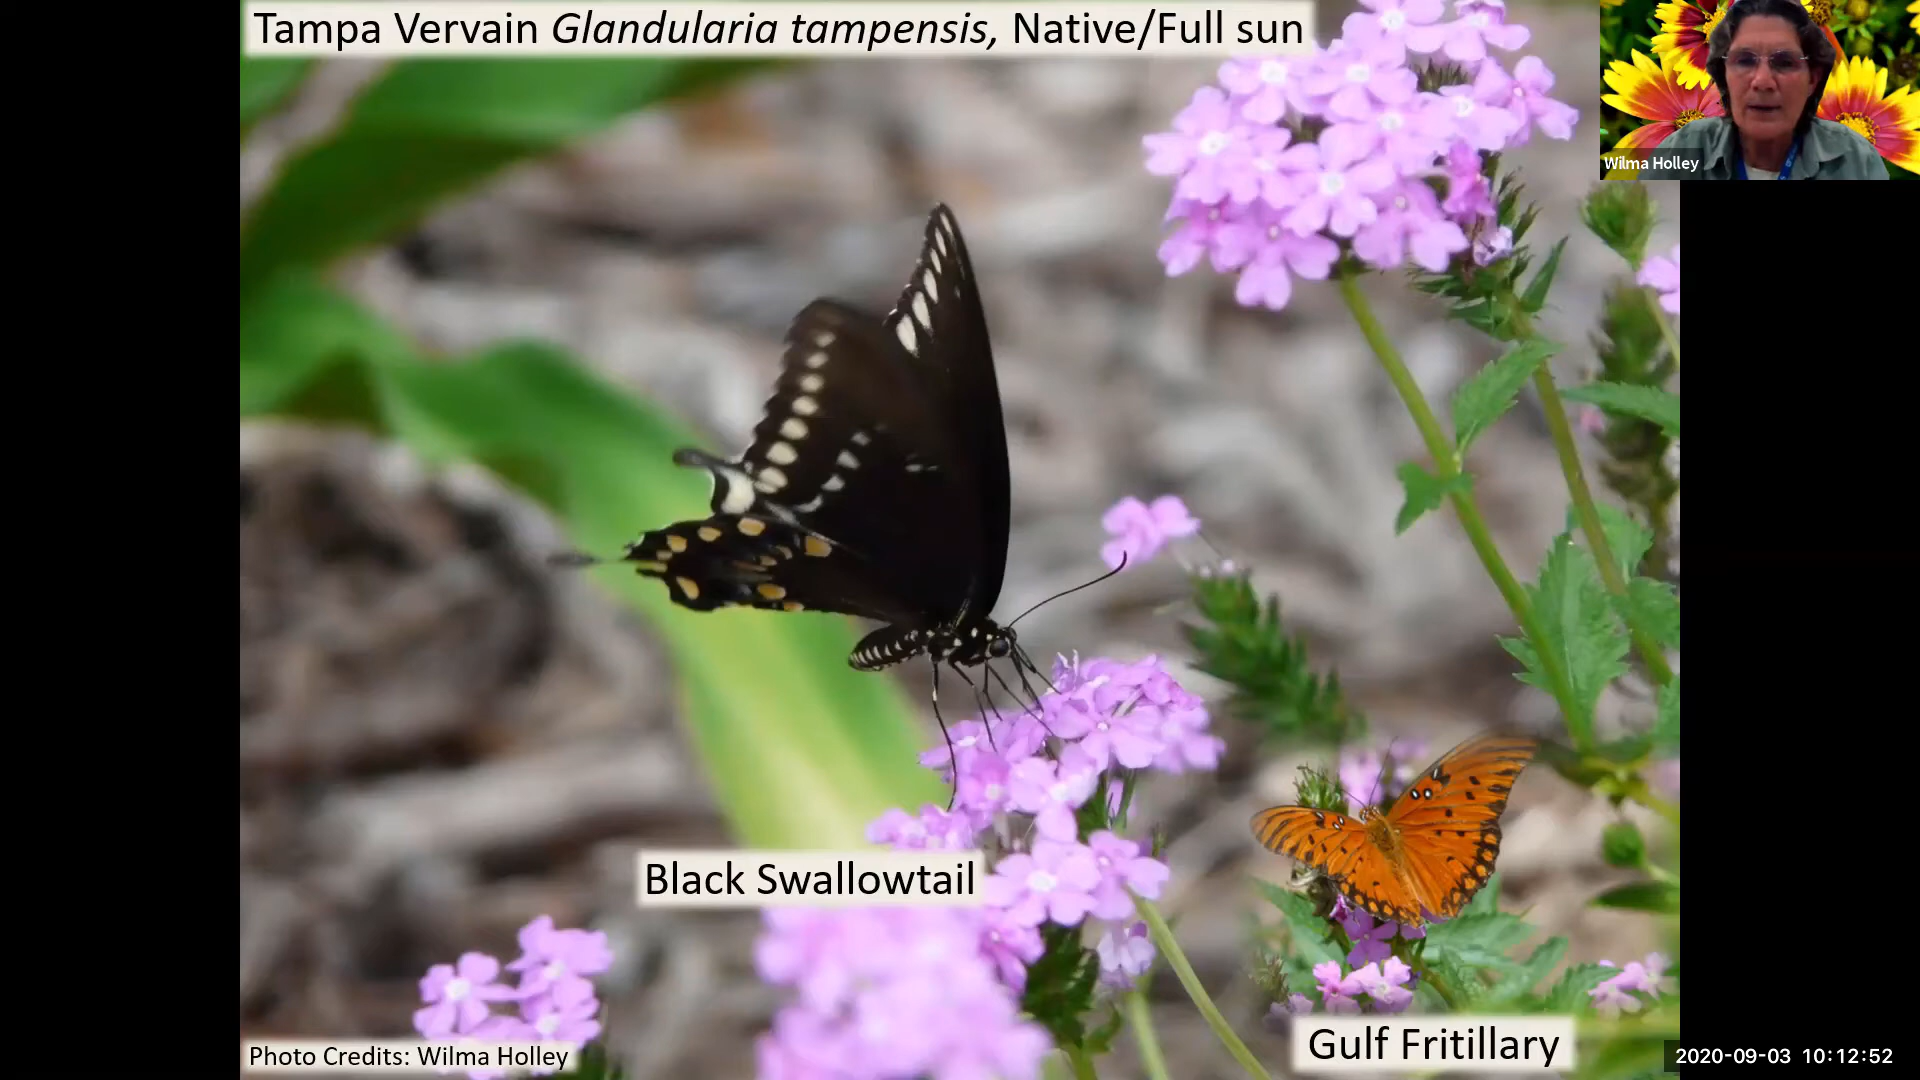 Tampa Vervain Glandularia tampensis, Native/Full sun
Wilma Holley
Black Swallowtail
Gulf Fritillary
Photo Credits: Wilma Holley
2020-09-03 10:12:52